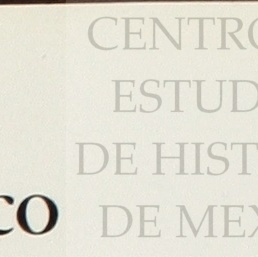 CENTRO
ESTUD
DE HIST
DE MEX
co